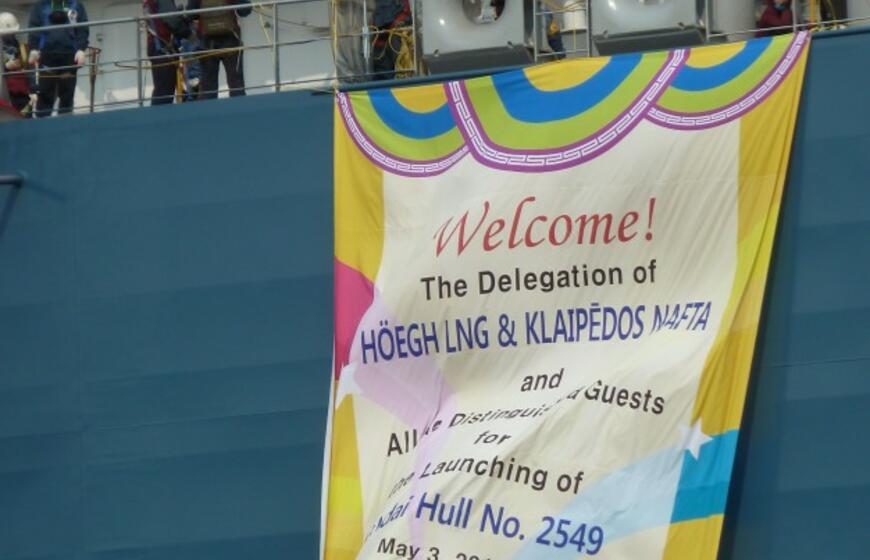 Welcome!
The Delegation of
HÖEGH LNG & KLAIPĖDOS NAFTA
and
All Guests
for
the Launching of
Hull No. 2549
May 3,